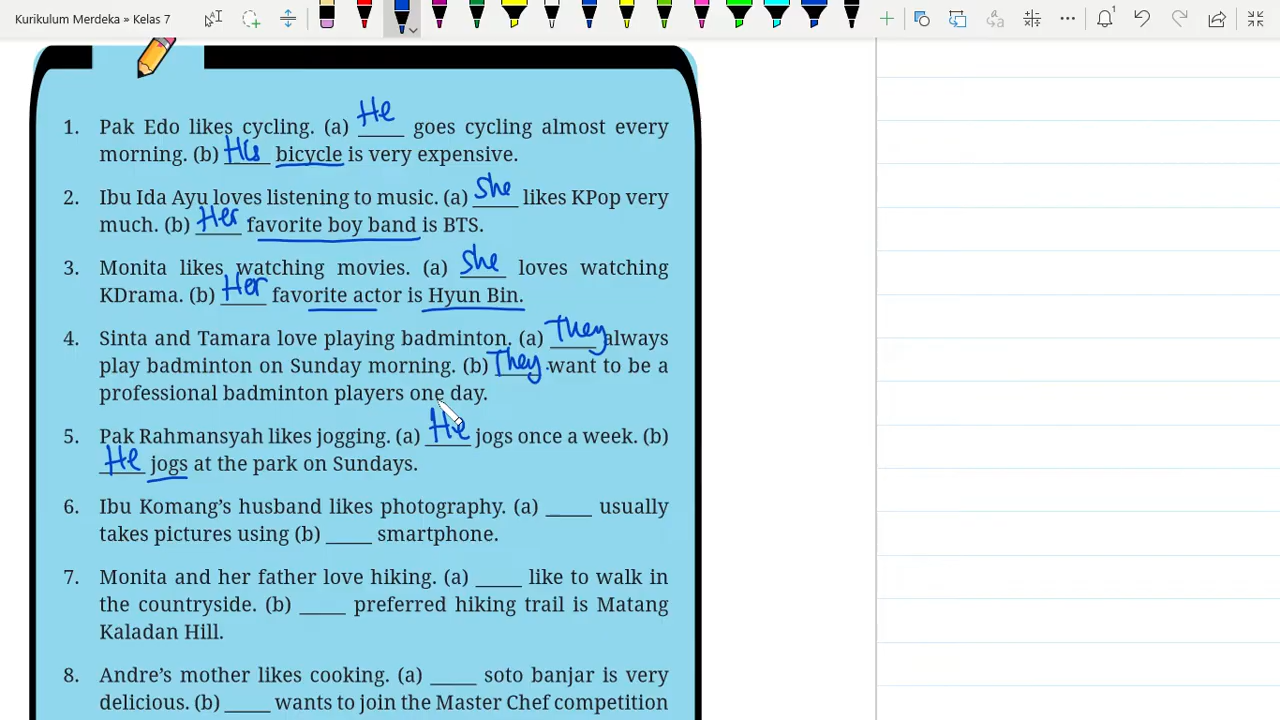 Kurikulum Merdeka » Kelas 7
1. Pak Edo likes cycling. (a) He goes cycling almost every
morning. (b) His bicycle is very expensive.
2. Ibu Ida Ayu loves listening to music. (a) She likes KPop very
much. (b) Her favorite boy band is BTS.
3. Monita likes watching movies. (a) She loves watching
KDrama. (b) Her favorite actor is Hyun Bin.
4. Sinta and Tamara love playing badminton. (a) They always
play badminton on Sunday morning. (b) They want to be a
professional badminton players one day.
5. Pak Rahmansyah likes jogging. (a) He jogs once a week. (b)
He jogs at the park on Sundays.
6. Ibu Komang’s husband likes photography. (a) _____ usually
takes pictures using (b) _____ smartphone.
7. Monita and her father love hiking. (a) _____ like to walk in
the countryside. (b) _____ preferred hiking trail is Matang
Kaladan Hill.
8. Andre’s mother likes cooking. (a) _____ soto banjar is very
delicious. (b) _____ wants to join the Master Chef competition